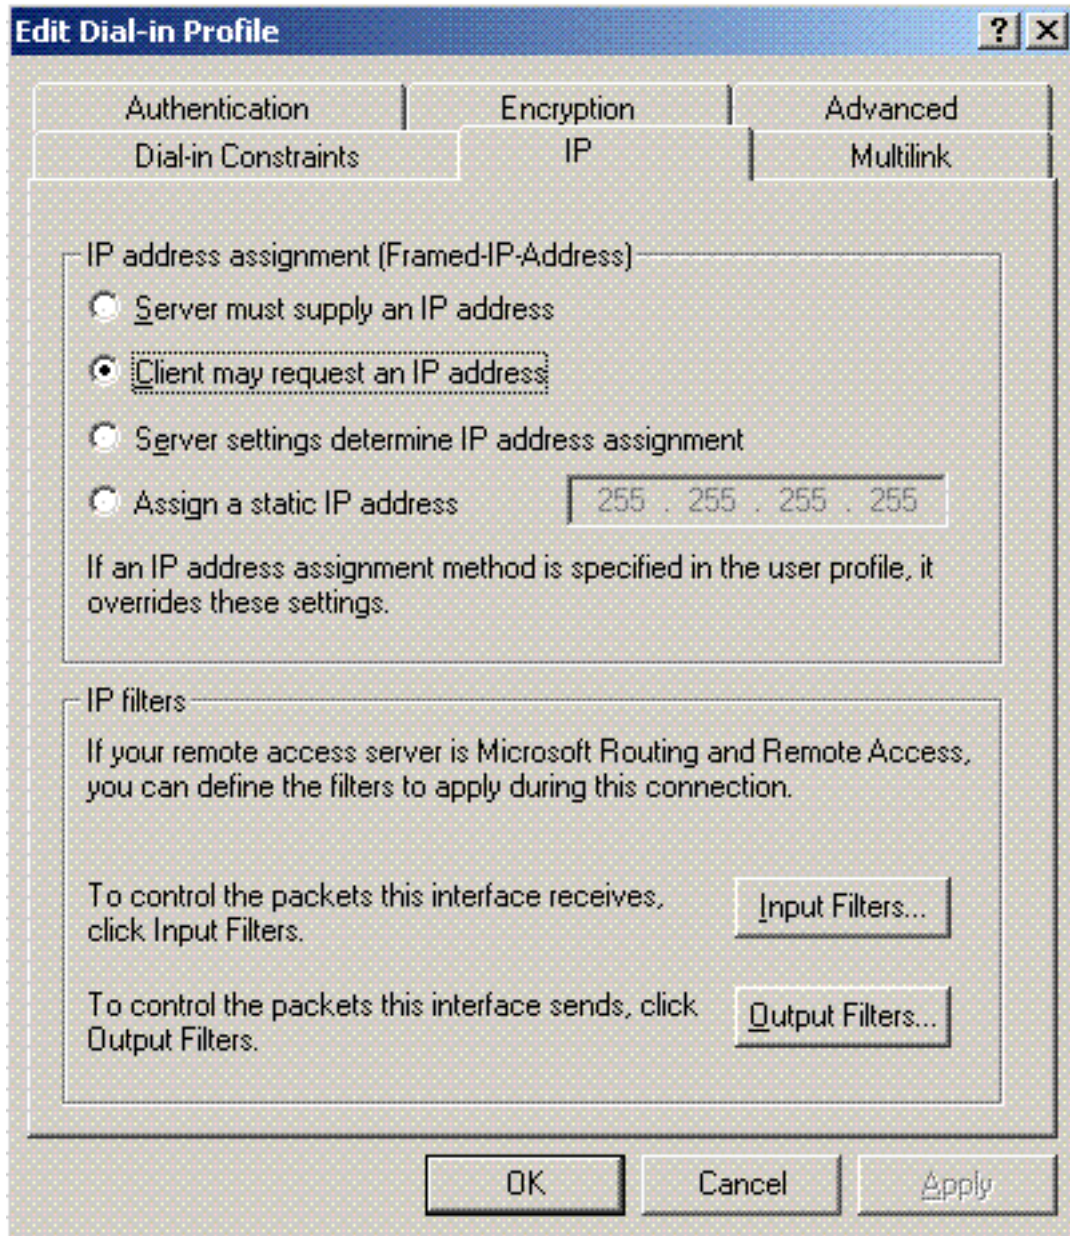 Edit Dial-in Profile
Authentication
Encryption
Advanced
Dial-in Constraints
IP
Multilink
IP address assignment (Framed-IP-Address)
Server must supply an IP address
Client may request an IP address
Server settings determine IP address assignment
Assign a static IP address
255 . 255 . 255 . 255
If an IP address assignment method is specified in the user profile, it
overrides these settings.
IP filters
If your remote access server is Microsoft Routing and Remote Access,
you can define the filters to apply during this connection.
To control the packets this interface receives,
click Input Filters.
Input Filters...
To control the packets this interface sends, click
Output Filters.
Output Filters...
OK
Cancel
Apply